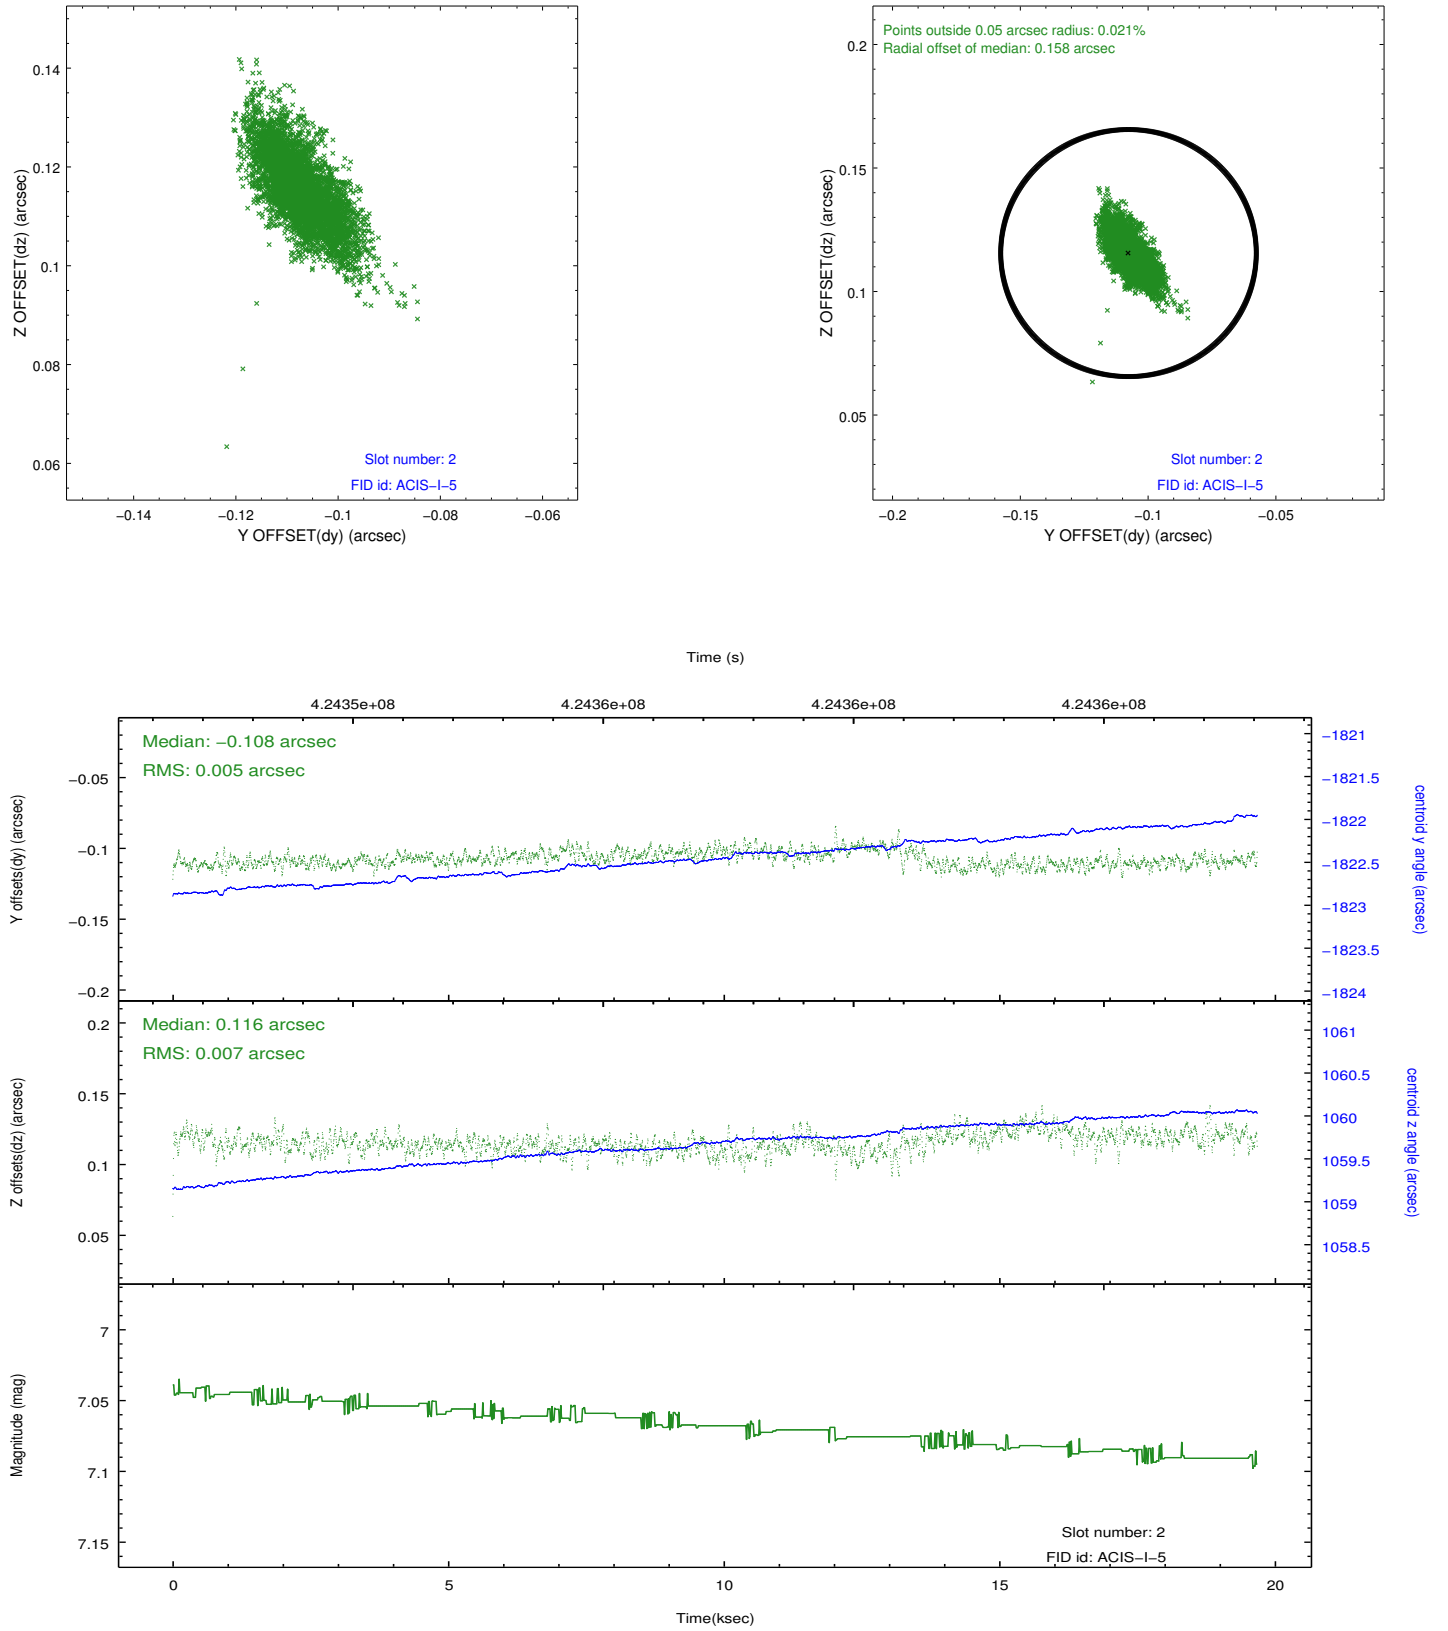 0.14
0.12
0.1
0.08
0.06
Z OFFSET(dz) (arcsec)
Slot number: 2
FID id: ACIS−I−5
−0.14
−0.12
−0.1
−0.08
−0.06
Y OFFSET(dy) (arcsec)
Points outside 0.05 arcsec radius: 0.021%
Radial offset of median: 0.158 arcsec
0.2
0.15
0.1
0.05
Z OFFSET(dz) (arcsec)
Slot number: 2
FID id: ACIS−I−5
−0.2
−0.15
−0.1
−0.05
Y OFFSET(dy) (arcsec)
Time (s)
4.2435e+08
4.2436e+08
4.2436e+08
4.2436e+08
Median: −0.108 arcsec
RMS: 0.005 arcsec
−0.05
−0.1
−0.15
−0.2
Y offsets(dy) (arcsec)
−1821
−1821.5
−1822
−1822.5
−1823
−1823.5
−1824
centroid y angle (arcsec)
Median: 0.116 arcsec
RMS: 0.007 arcsec
0.2
0.15
0.1
0.05
Z offsets(dz) (arcsec)
1061
1060.5
1060
1059.5
1059
1058.5
centroid z angle (arcsec)
7
7.05
7.1
7.15
Magnitude (mag)
Slot number: 2
FID id: ACIS−I−5
0
5
10
15
20
Time(ksec)